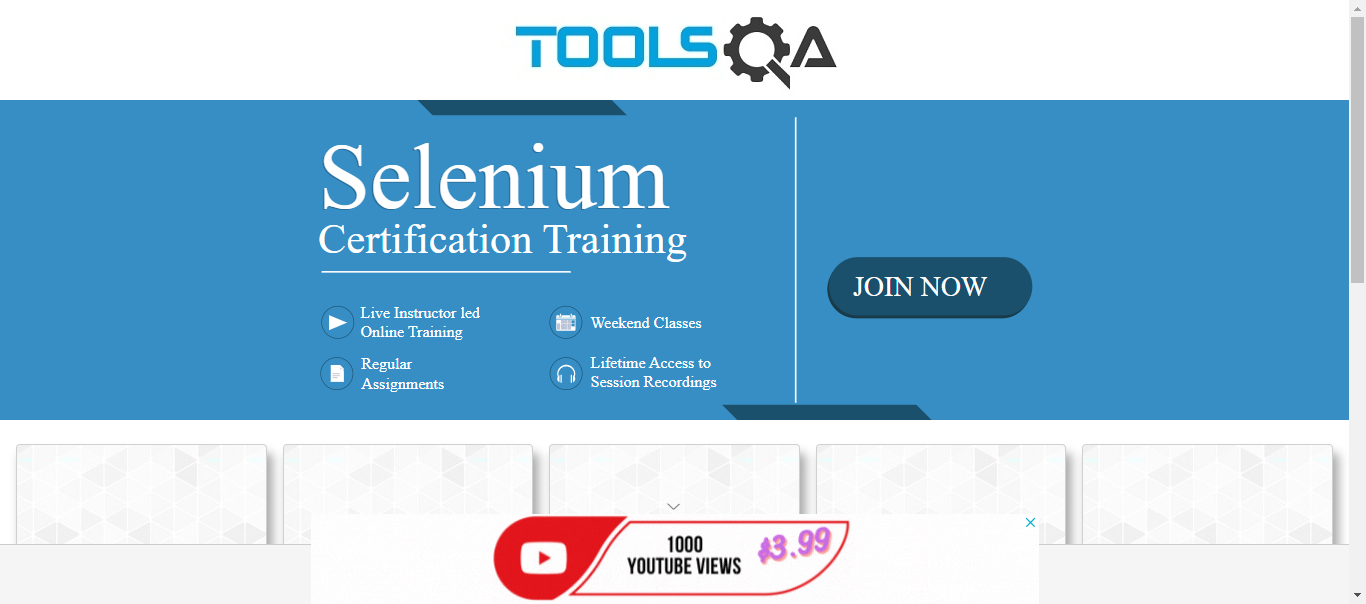 TOOLSQA
Selenium
Certification Training
Live Instructor led
Online Training
Weekend Classes
Regular
Assignments
Lifetime Access to
Session Recordings
JOIN NOW
1000
YOUTUBE VIEWS
$3.99